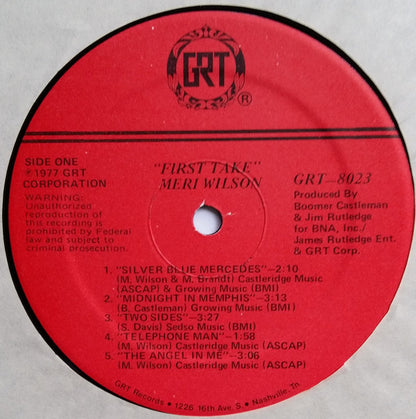 GRT
®
SIDE ONE
℗1977 GRT
CORPORATION
WARNING:
Unauthorized
reproduction of
this recording is
prohibited by Federal
law and subject to
criminal prosecution.
"FIRST TAKE"
MERI WILSON
GRT—8023
Produced By
Boomer Castleman
& Jim Rutledge
for BNA, Inc./
James Rutledge Ent.
& GRT Corp.
1. "SILVER BLUE MERCEDES"—2:10
(M. Wilson & M. Brandt) Castleridge Music
(ASCAP) & Growing Music (BMI)
2. "MIDNIGHT IN MEMPHIS"—3:13
(B. Castleman) Growing Music (BMI)
3. "TWO SIDES"—3:27
(S. Davis) Sedso Music (BMI)
4. "TELEPHONE MAN"—1:58
(M. Wilson) Castleridge Music (ASCAP)
5. "THE ANGEL IN ME"—3:06
(M. Wilson) Castleridge Music (ASCAP)
GRT Records • 1226 16th Ave. S. • Nashville, Tn